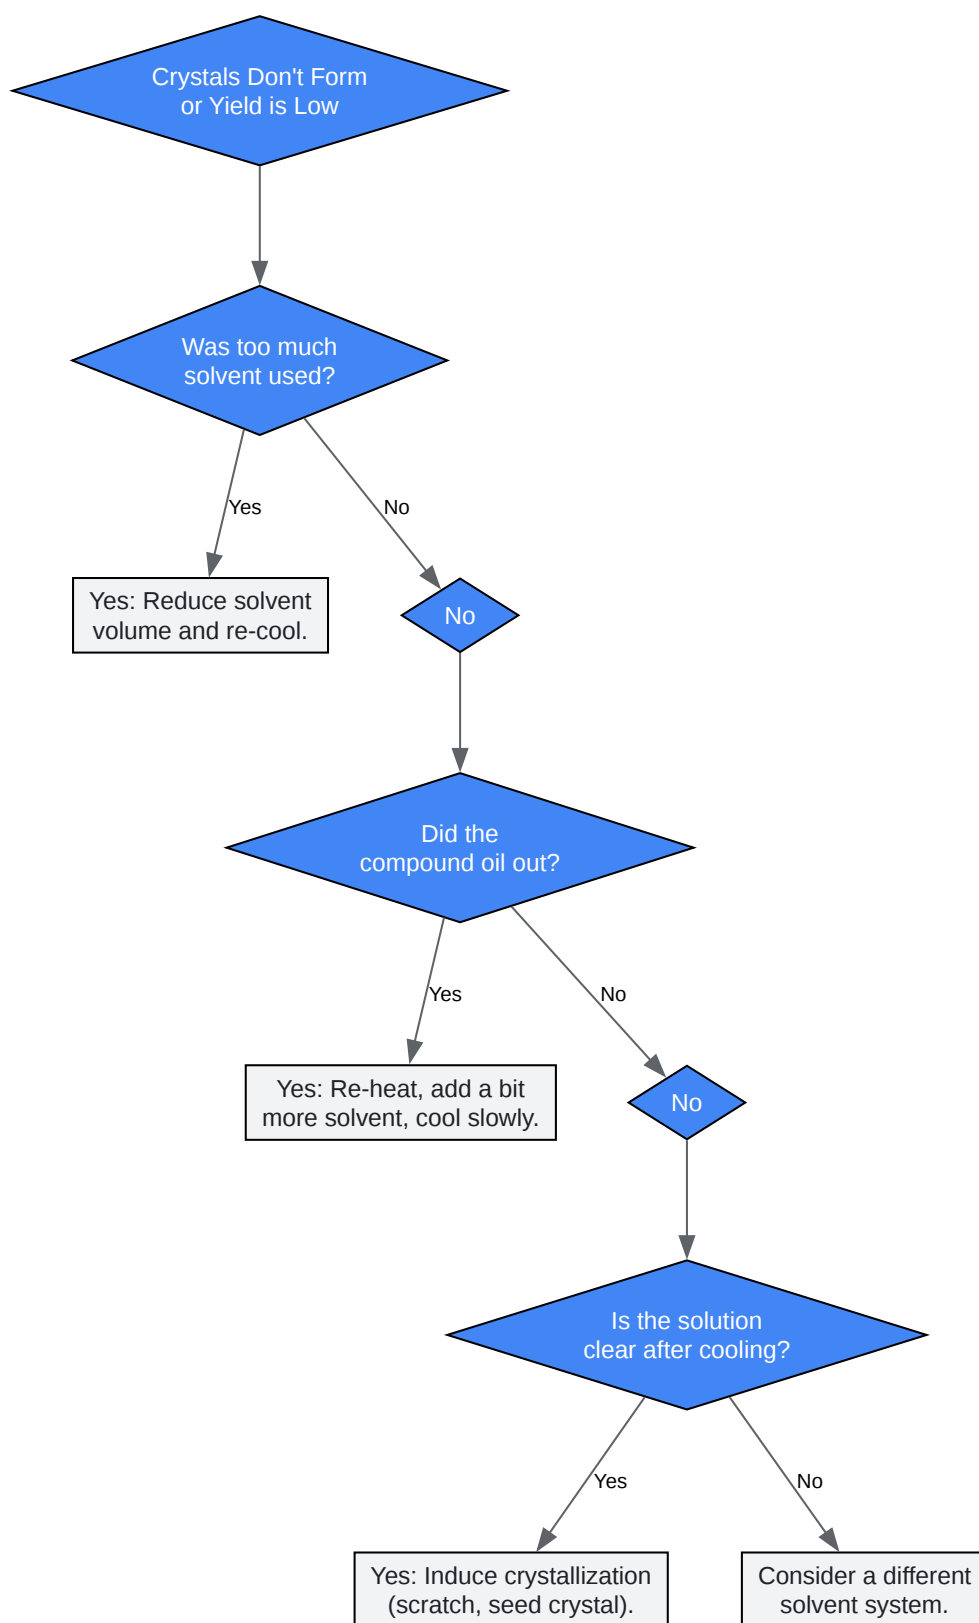 Crystals Don't Form
or Yield is Low
Was too much
solvent used?
Yes
No
Yes: Reduce solvent
volume and re-cool.
No
Did the
compound oil out?
Yes
No
Yes: Re-heat, add a bit
more solvent, cool slowly.
No
Is the solution
clear after cooling?
Yes
No
Yes: Induce crystallization
(scratch, seed crystal).
Consider a different
solvent system.